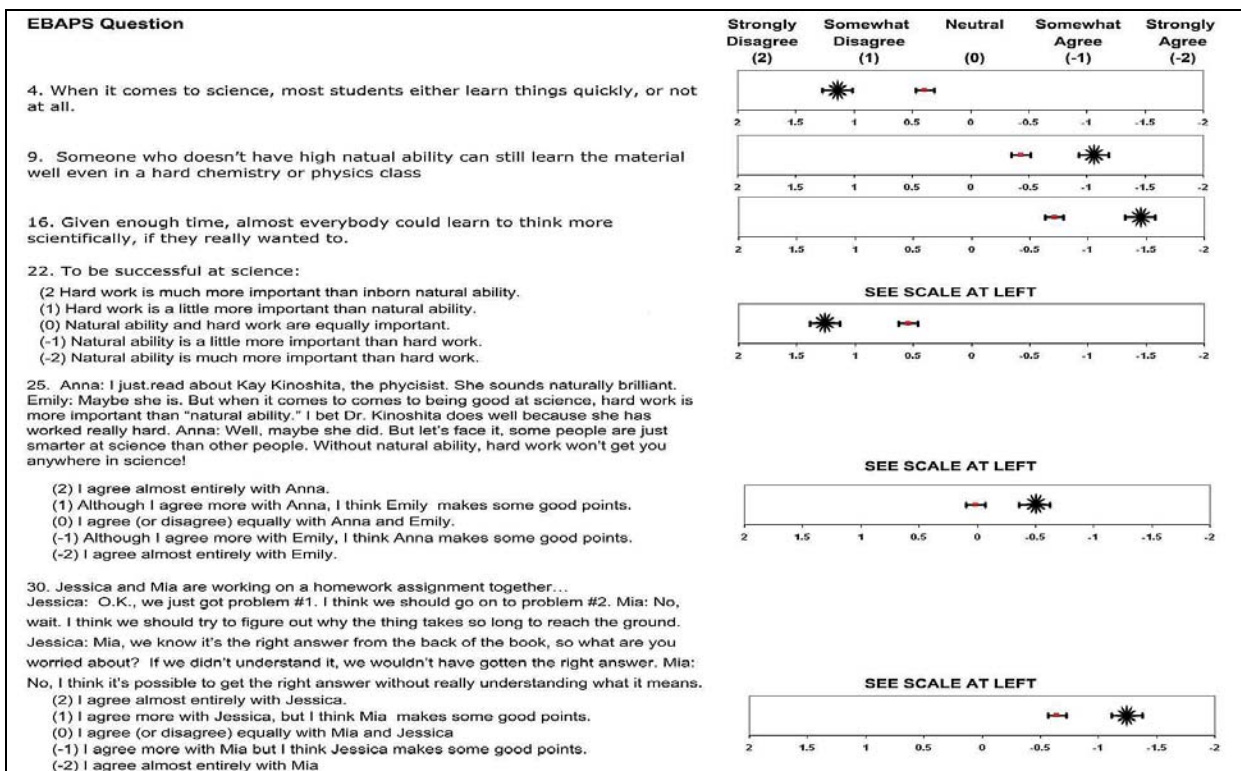 EBAPS Question
Strongly Disagree (2)
Somewhat Disagree (1)
Neutral (0)
Somewhat Agree (-1)
Strongly Agree (-2)
4. When it comes to science, most students either learn things quickly, or not
at all.
2 1.5 1 0.5 0 -0.5 -1 -1.5 -2
9. Someone who doesn't have high natual ability can still learn the material
well even in a hard chemistry or physics class
2 1.5 1 0.5 0 -0.5 -1 -1.5 -2
16. Given enough time, almost everybody could learn to think more
scientifically, if they really wanted to.
2 1.5 1 0.5 0 -0.5 -1 -1.5 -2
22. To be successful at science:
(2 Hard work is much more important than inborn natural ability.
(1) Hard work is a little more important than natural ability.
(0) Natural ability and hard work are equally important.
(-1) Natural ability is a little more important than hard work.
(-2) Natural ability is much more important than hard work.
SEE SCALE AT LEFT
2 1.5 1 0.5 0 -0.5 -1 -1.5 -2
25. Anna: I just.read about Kay Kinoshita, the phycisist. She sounds naturally brilliant.
Emily: Maybe she is. But when it comes to comes to being good at science, hard work is
more important than "natural ability." I bet Dr. Kinoshita does well because she has
worked really hard. Anna: Well, maybe she did. But let's face it, some people are just
smarter at science than other people. Without natural ability, hard work won't get you
anywhere in science!
(2) I agree almost entirely with Anna.
(1) Although I agree more with Anna, I think Emily makes some good points.
(0) I agree (or disagree) equally with Anna and Emily.
(-1) Although I agree more with Emily, I think Anna makes some good points.
(-2) I agree almost entirely with Emily.
SEE SCALE AT LEFT
2 1.5 1 0.5 0 -0.5 -1 -1.5 -2
30. Jessica and Mia are working on a homework assignment together...
Jessica: O.K., we just got problem #1. I think we should go on to problem #2. Mia: No,
wait. I think we should try to figure out why the thing takes so long to reach the ground.
Jessica: Mia, we know it's the right answer from the back of the book, so what are you
worried about? If we didn't understand it, we wouldn't have gotten the right answer. Mia:
No, I think it's possible to get the right answer without really understanding what it means.
(2) I agree almost entirely with Jessica.
(1) I agree more with Jessica, but I think Mia makes some good points.
(0) I agree (or disagree) equally with Mia and Jessica
(-1) I agree more with Mia but I think Jessica makes some good points.
(-2) I agree almost entirely with Mia
SEE SCALE AT LEFT
2 1.5 1 0.5 0 -0.5 -1 -1.5 -2